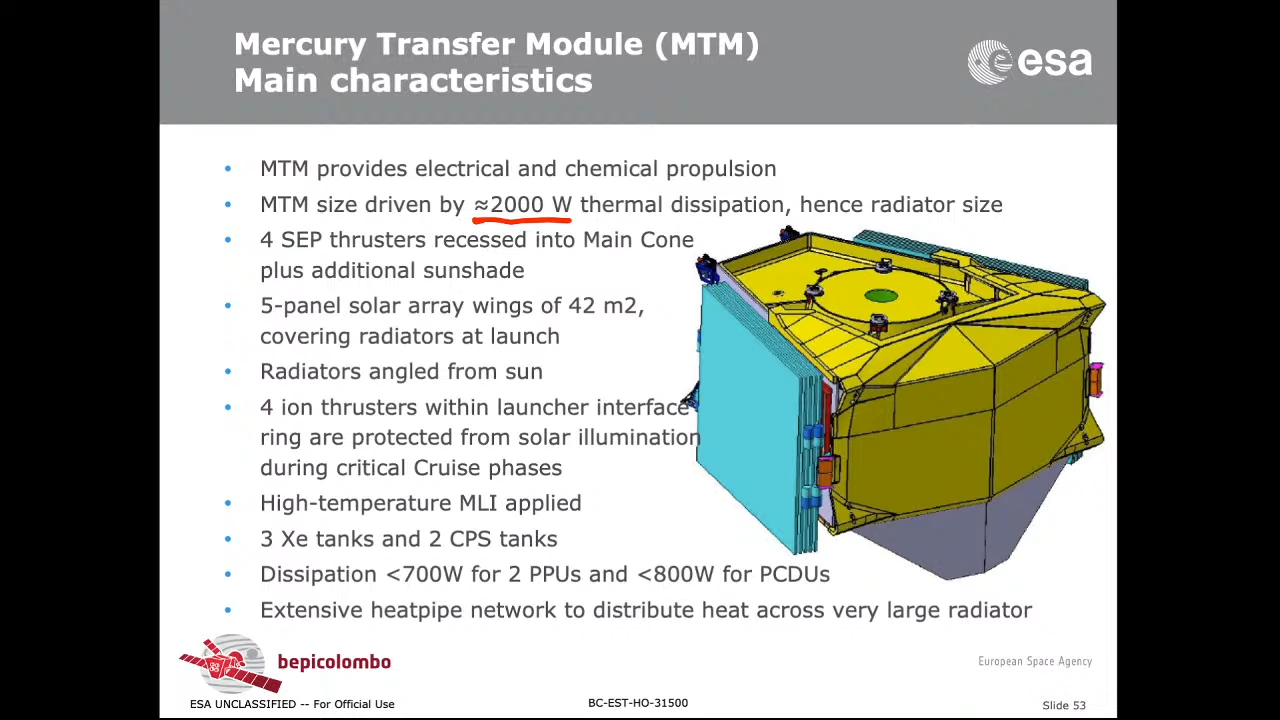 Mercury Transfer Module (MTM)
Main characteristics
esa
• MTM provides electrical and chemical propulsion
• MTM size driven by ≈2000 W thermal dissipation, hence radiator size
• 4 SEP thrusters recessed into Main Cone
plus additional sunshade
• 5-panel solar array wings of 42 m2,
covering radiators at launch
• Radiators angled from sun
• 4 ion thrusters within launcher interface
ring are protected from solar illumination
during critical Cruise phases
• High-temperature MLI applied
• 3 Xe tanks and 2 CPS tanks
• Dissipation <700W for 2 PPUs and <800W for PCDUs
• Extensive heatpipe network to distribute heat across very large radiator
bepicolombo
European Space Agency
ESA UNCLASSIFIED -- For Official Use
BC-EST-HO-31500
Slide 53